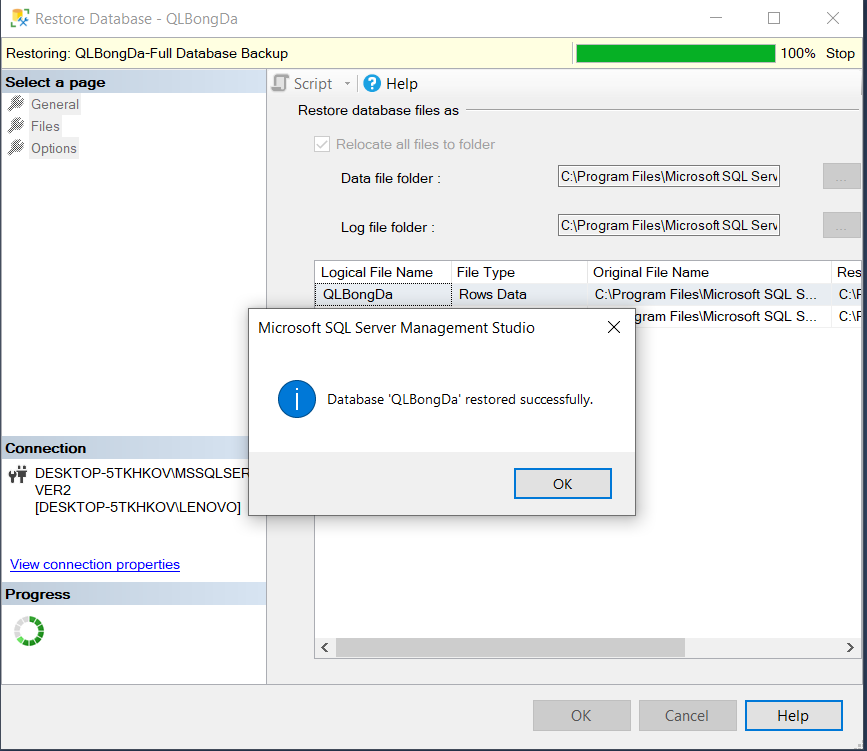 Restore Database - QLBongDa
Restoring: QLBongDa-Full Database Backup
100%
Stop
Select a page
General
Files
Options
Script
Help
Restore database files as
Relocate all files to folder
Data file folder :
C:\Program Files\Microsoft SQL Serv
...
Log file folder :
C:\Program Files\Microsoft SQL Serv
...
Logical File Name File Type Original File Name Res
QLBongDa Rows Data C:\Program Files\Microsoft SQL S... C:\P
gram Files\Microsoft SQL S... C:\P
Microsoft SQL Server Management Studio
Database 'QLBongDa' restored successfully.
OK
Connection
DESKTOP-5TKHKOV\MSSQLSER
VER2
[DESKTOP-5TKHKOV\LENOVO]
View connection properties
Progress
OK
Cancel
Help